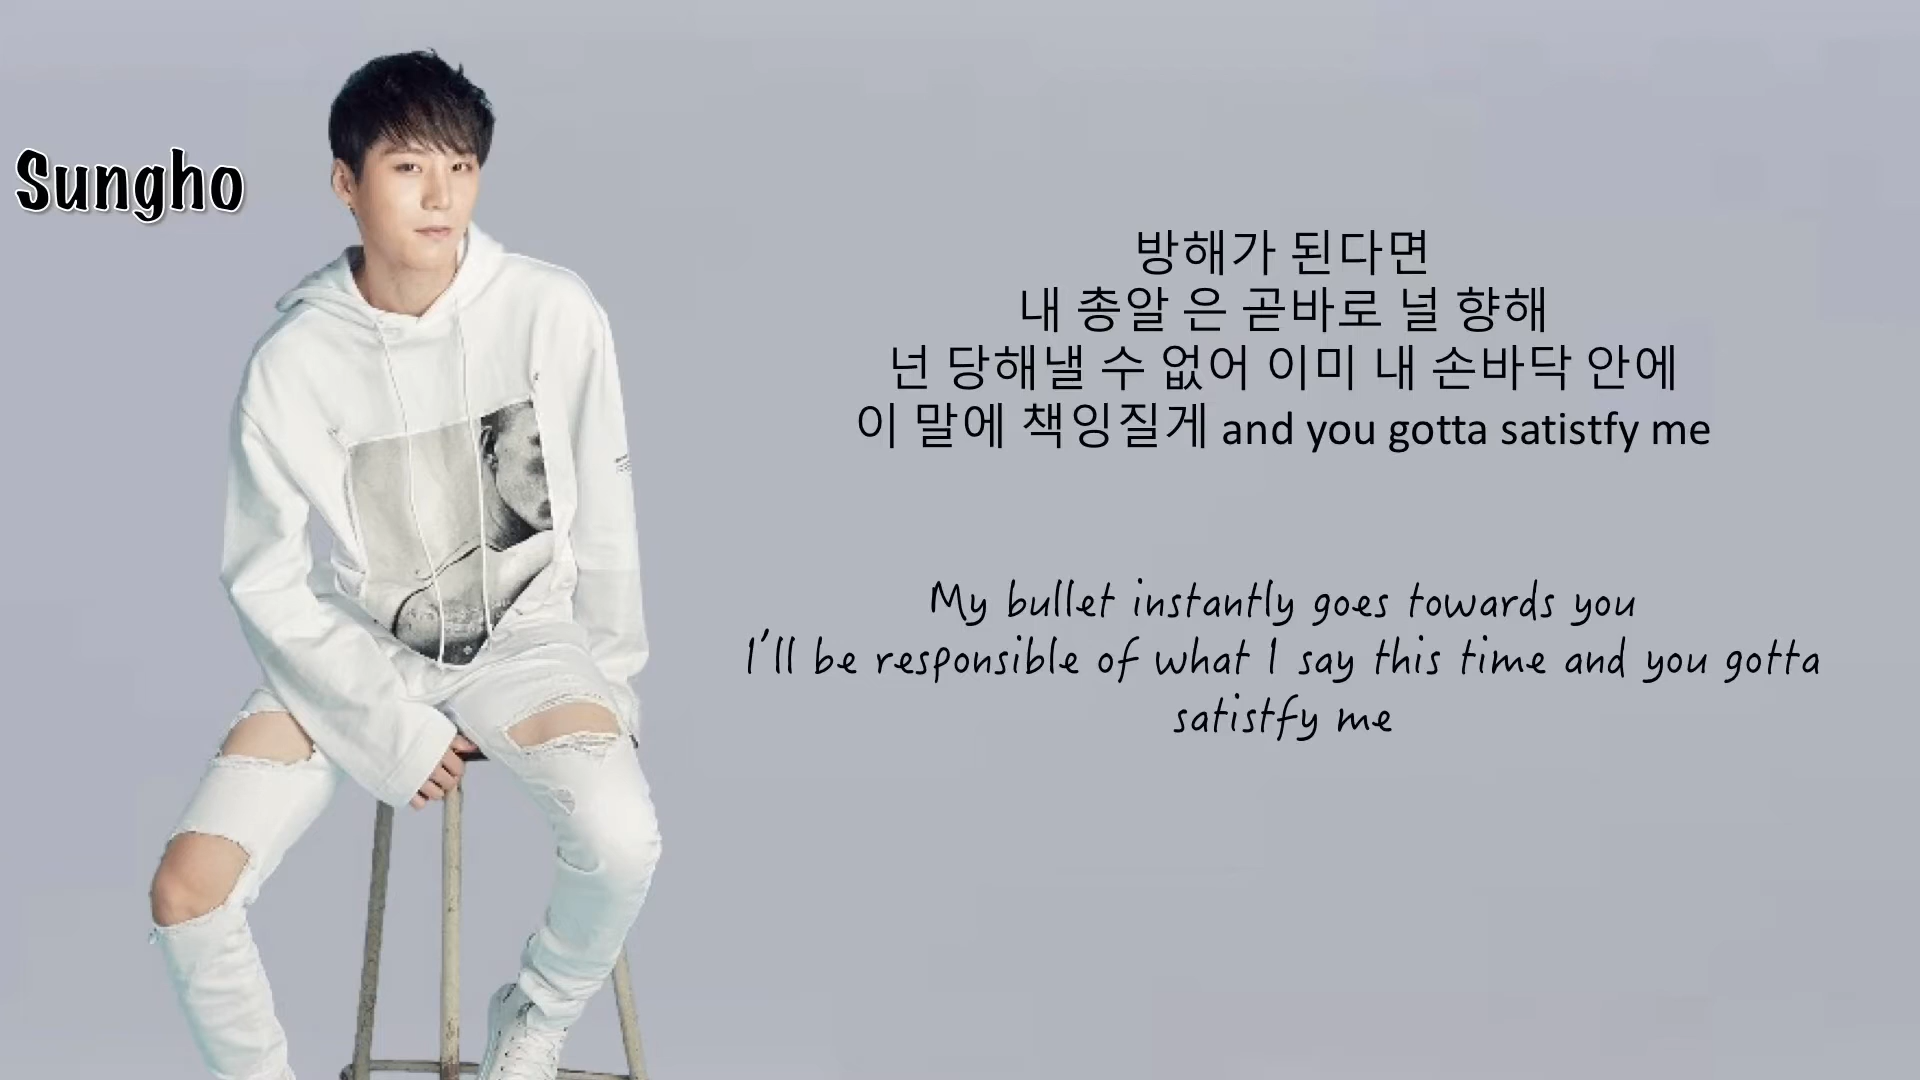 Sungho
방해가 된다면
내 총알 은 곧바로 널 향해
넌 당해낼 수 없어 이미 내 손바닥 안에
이 말에 책잉질게 and you gotta satistfy me
My bullet instantly goes towards you
I'll be responsible of what I say this time and you gotta
satistfy me